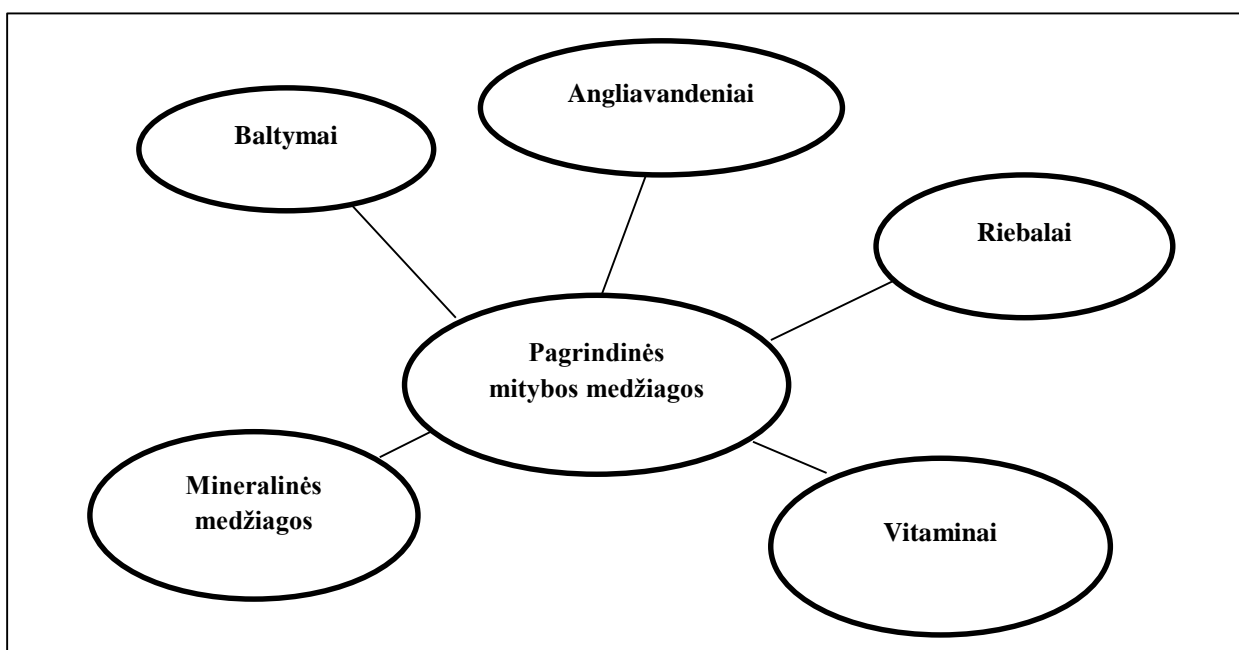 Angliavandeniai
Baltymai
Riebalai
Pagrindinės
mitybos medžiagos
Mineralinės
medžiagos
Vitaminai